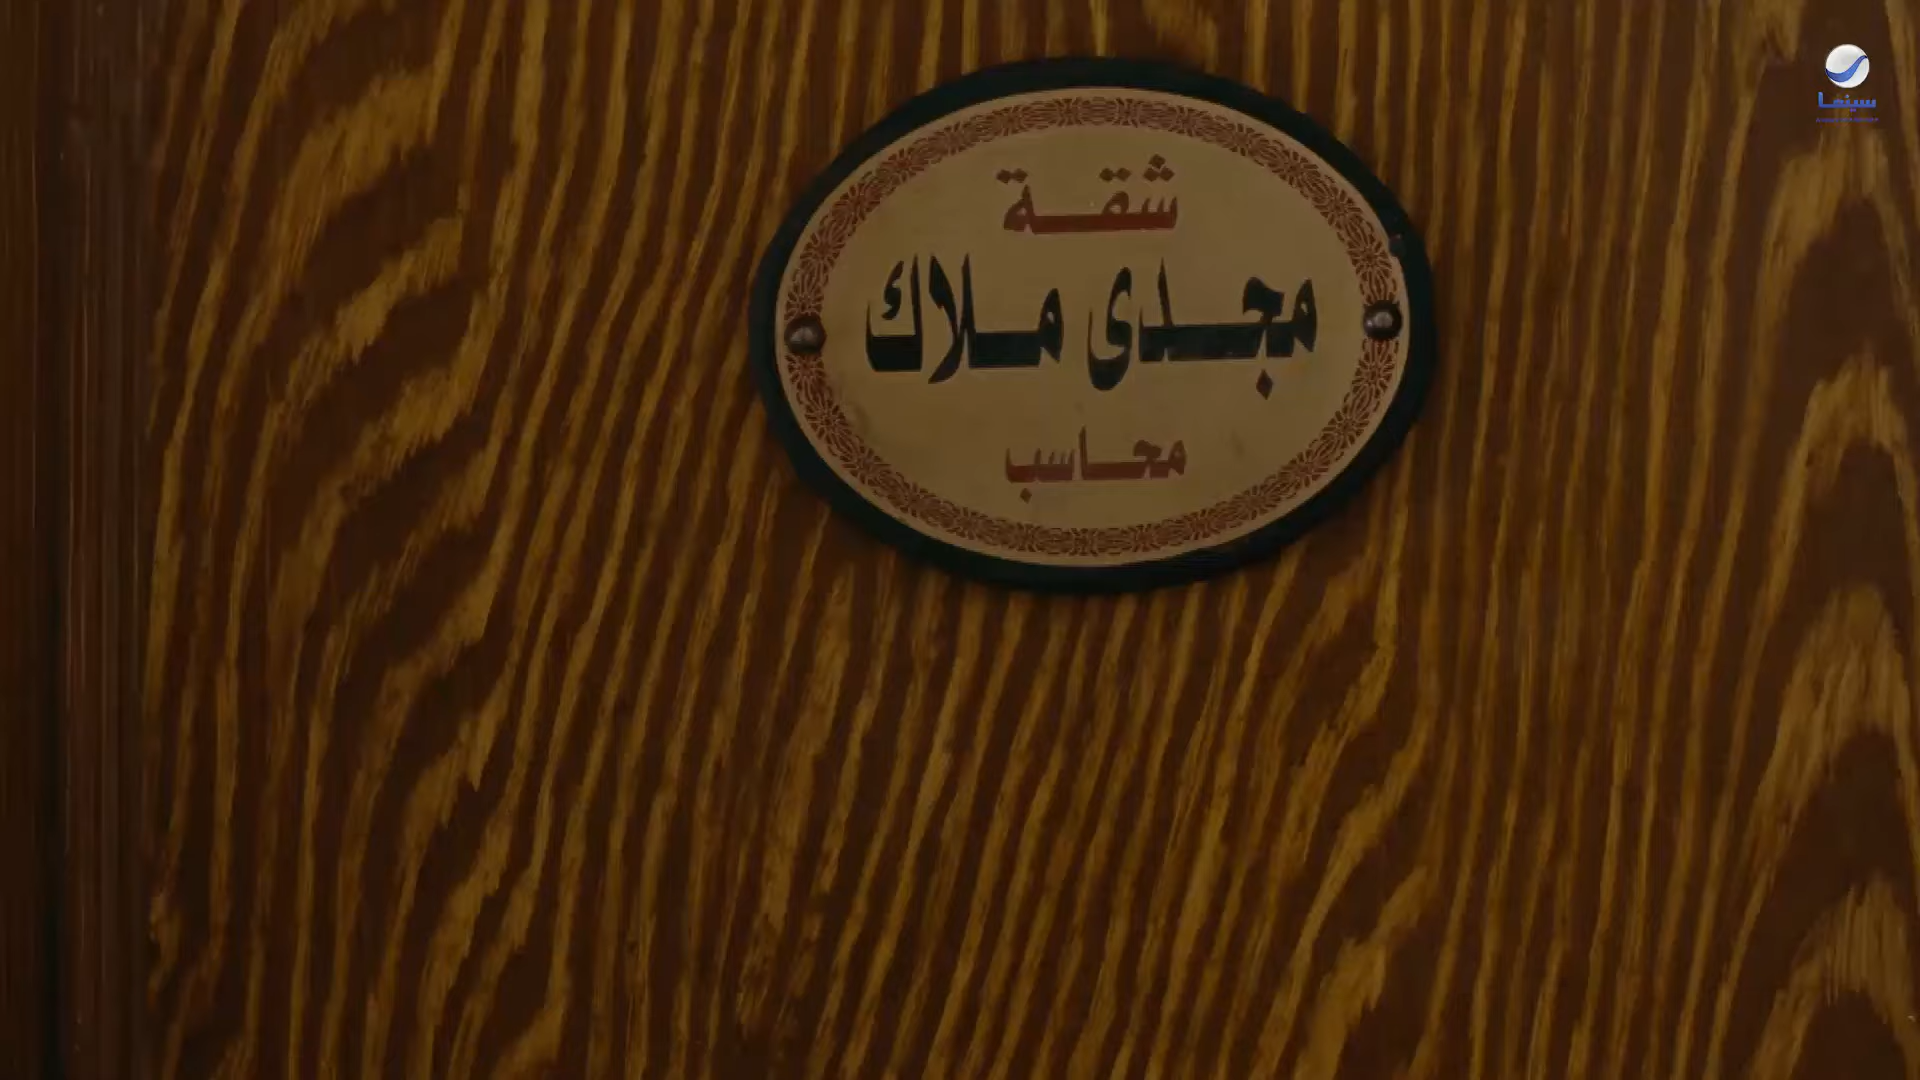 سينما
شقة
مجدى ملاك
محاسب